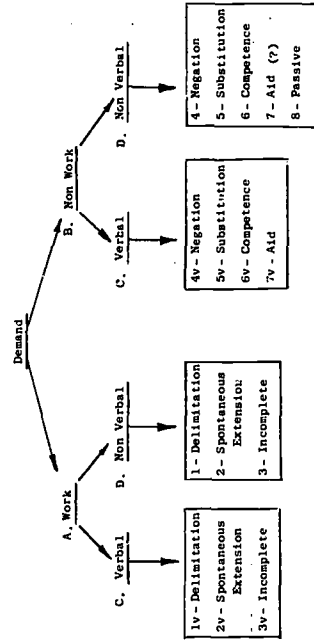 Demand
A. Work
B. Non Work
C. Verbal
D. Non Verbal
C. Verbal
D. Non Verbal
1v- Delimitation
2v- Spontaneous
Extension
3v- Incomplete
1- Delimitation
2- Spontaneous
Extension
3- Incomplete
4v- Negation
5v- Substitution
6v- Competence
7v- Aid
4- Negation
5- Substitution
6- Competence
7- Aid (?)
8- Passive